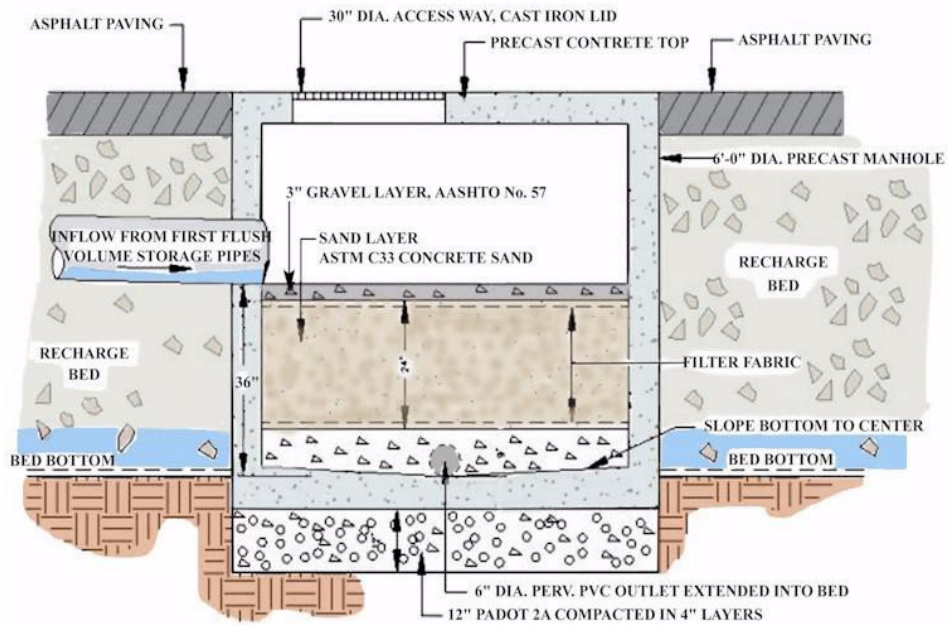 30" DIA. ACCESS WAY, CAST IRON LID
ASPHALT PAVING
PRECAST CONTRETE TOP
ASPHALT PAVING
6'-0" DIA. PRECAST MANHOLE
3" GRAVEL LAYER, AASHTO No. 57
INFLOW FROM FIRST FLUSH
VOLUME STORAGE PIPES
SAND LAYER
ASTM C33 CONCRETE SAND
RECHARGE
BED
RECHARGE
BED
36"
24"
FILTER FABRIC
SLOPE BOTTOM TO CENTER
BED BOTTOM
BED BOTTOM
6" DIA. PERV. PVC OUTLET EXTENDED INTO BED
12" PADOT 2A COMPACTED IN 4" LAYERS